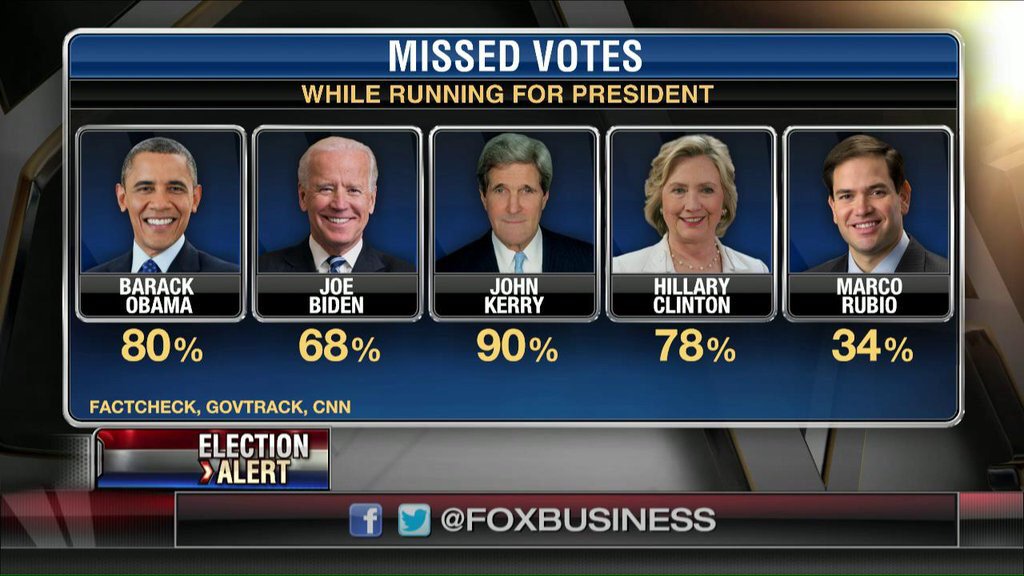 MISSED VOTES
WHILE RUNNING FOR PRESIDENT
BARACK
OBAMA
80%
JOE
BIDEN
68%
JOHN
KERRY
90%
HILLARY
CLINTON
78%
MARCO
RUBIO
34%
FACTCHECK, GOVTRACK, CNN
ELECTION
ALERT
f @FOXBUSINESS